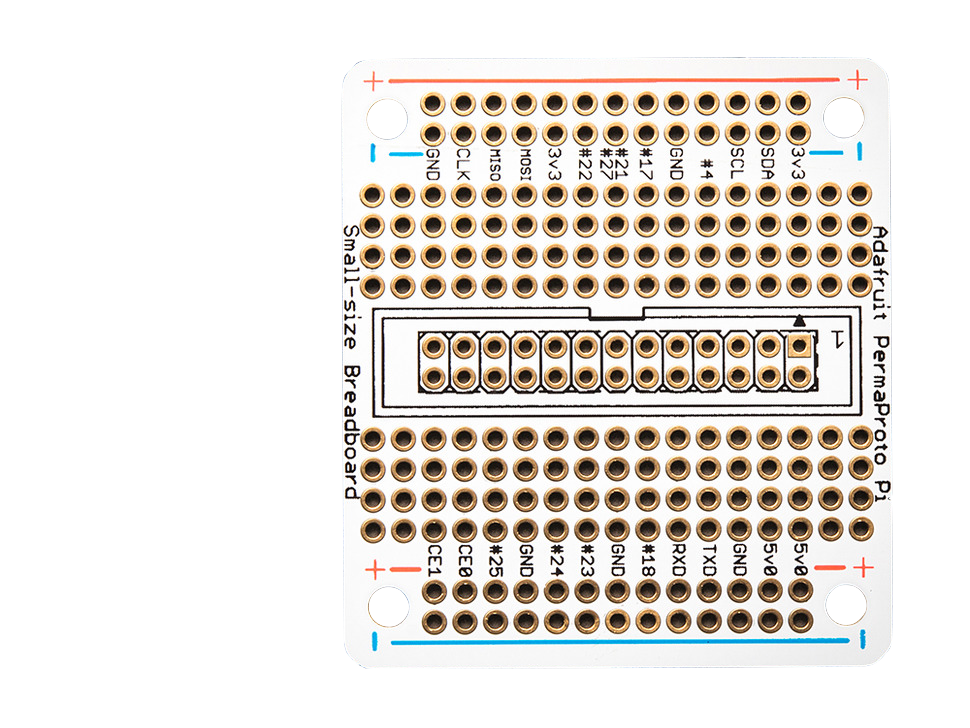 + +
- -
GND CLK MISO MOSI 3v3 #22 #27 #21 #17 GND #4 SCL SDA 3v3
Small-size Breadboard
Adafruit PermaProto Pi
1
CE1 CE0 #25 GND #24 #23 GND #18 RXD TXD GND 5v0 5v0
+ +
- -